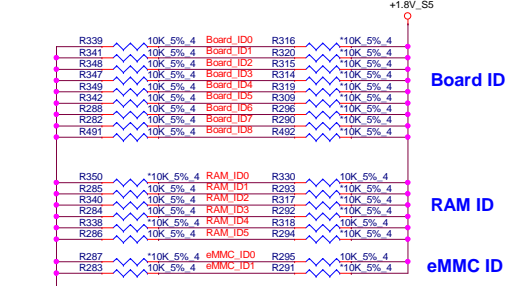 +1.8V_S5
R339 10K_5%_4 Board_ID0 R316 *10K_5%_4
R341 10K_5%_4 Board_ID1 R320 *10K_5%_4
R348 10K_5%_4 Board_ID2 R315 *10K_5%_4
R347 10K_5%_4 Board_ID3 R314 *10K_5%_4
R349 10K_5%_4 Board_ID4 R319 *10K_5%_4
Board ID
R342 10K_5%_4 Board_ID5 R309 *10K_5%_4
R288 10K_5%_4 Board_ID6 R296 *10K_5%_4
R282 10K_5%_4 Board_ID7 R290 *10K_5%_4
R491 10K_5%_4 Board_ID8 R492 *10K_5%_4
R350 *10K_5%_4 RAM_ID0 R330 10K_5%_4
R285 10K_5%_4 RAM_ID1 R293 *10K_5%_4
R340 10K_5%_4 RAM_ID2 R317 *10K_5%_4
RAM ID
R284 10K_5%_4 RAM_ID3 R292 *10K_5%_4
R338 *10K_5%_4 RAM_ID4 R318 10K_5%_4
R286 10K_5%_4 RAM_ID5 R294 *10K_5%_4
R287 *10K_5%_4 eMMC_ID0 R295 10K_5%_4
eMMC ID
R283 10K_5%_4 eMMC_ID1 R291 *10K_5%_4